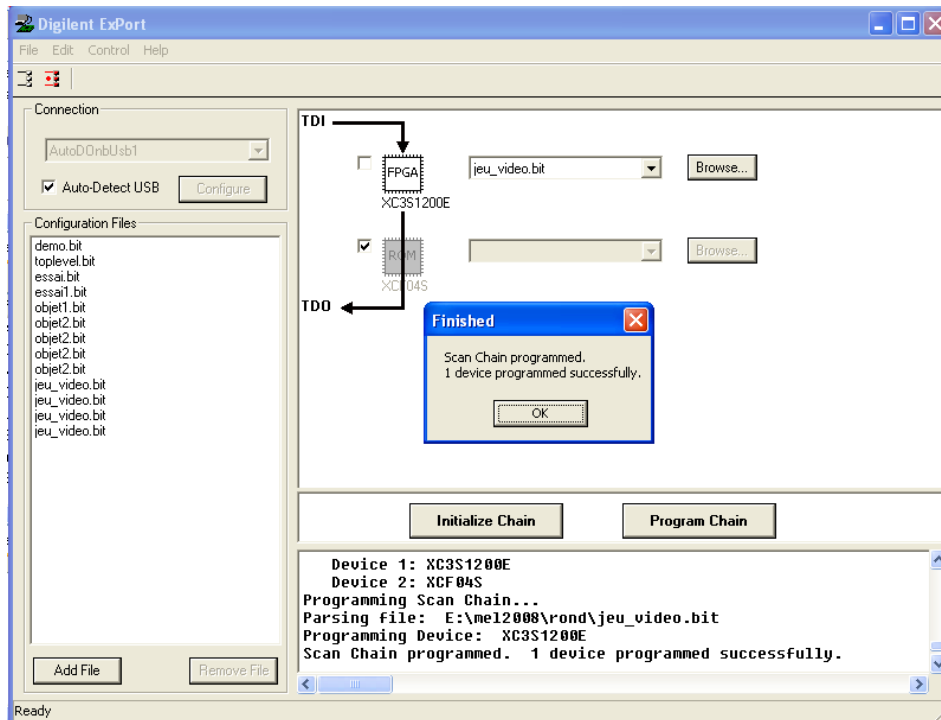 Digilent ExPort
File Edit Control Help
Connection
AutoDOnbUsb1
Auto-Detect USB Configure
Configuration Files
demo.bit
toplevel.bit
essai.bit
essai1.bit
objet1.bit
objet2.bit
objet2.bit
objet2.bit
objet2.bit
jeu_video.bit
jeu_video.bit
jeu_video.bit
jeu_video.bit
Add File Remove File
TDI
FPGA jeu_video.bit Browse...
XC3S1200E
ROM Browse...
XCF04S
TDO
Finished
Scan Chain programmed.
1 device programmed successfully.
OK
Initialize Chain Program Chain
Device 1: XC3S1200E
Device 2: XCF04S
Programming Scan Chain...
Parsing file: E:\mel2008\rond\jeu_video.bit
Programming Device: XC3S1200E
Scan Chain programmed. 1 device programmed successfully.
Ready